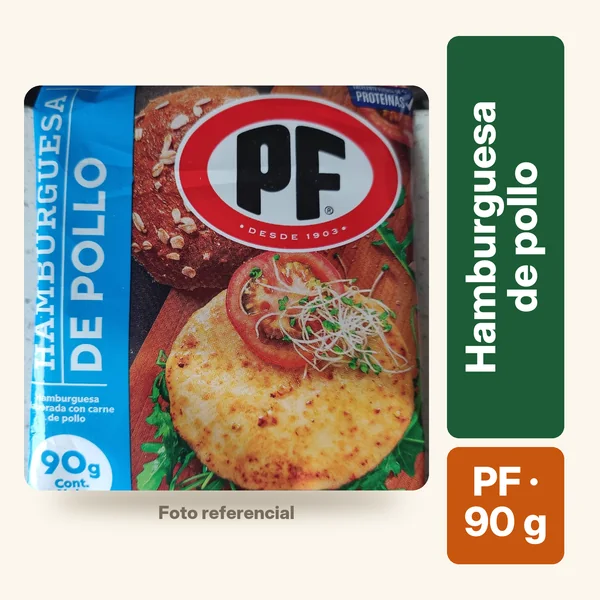 HAMBURGUESA
DE POLLO
PROTEINAS
PF®
• DESDE 1903 •
Hamburguesa
con carne
de pollo
90g
Cont.
Foto referencial
Hamburguesa
de pollo
PF ·
90 g